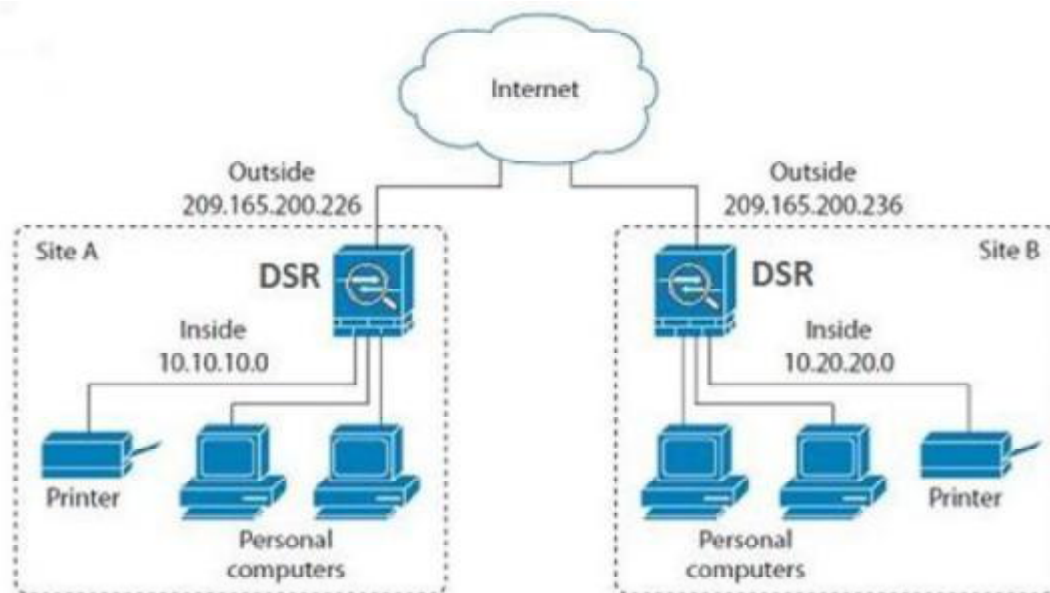 Internet
Outside
209.165.200.226
Outside
209.165.200.236
Site A
DSR
Inside
10.10.10.0
Printer
Personal
computers
Site B
DSR
Inside
10.20.20.0
Personal
computers
Printer